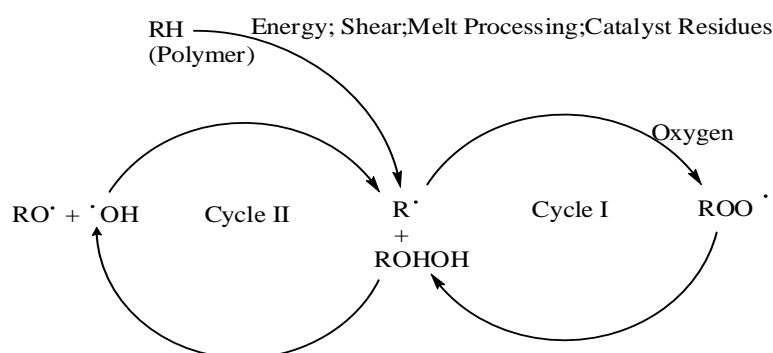 RH Energy; Shear;Melt Processing;Catalyst Residues
(Polymer)
Oxygen
RO· + ·OH Cycle II R· Cycle I ROO ·
+
ROHOH